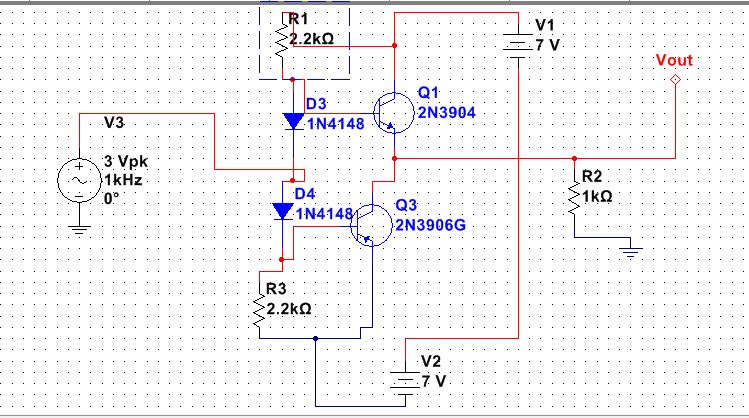 R1
2.2kΩ
V1
7 V
Vout
Q1
2N3904
D3
1N4148
V3
3 Vpk
1kHz
0°
R2
1kΩ
D4
1N4148
Q3
2N3906G
R3
2.2kΩ
V2
7 V